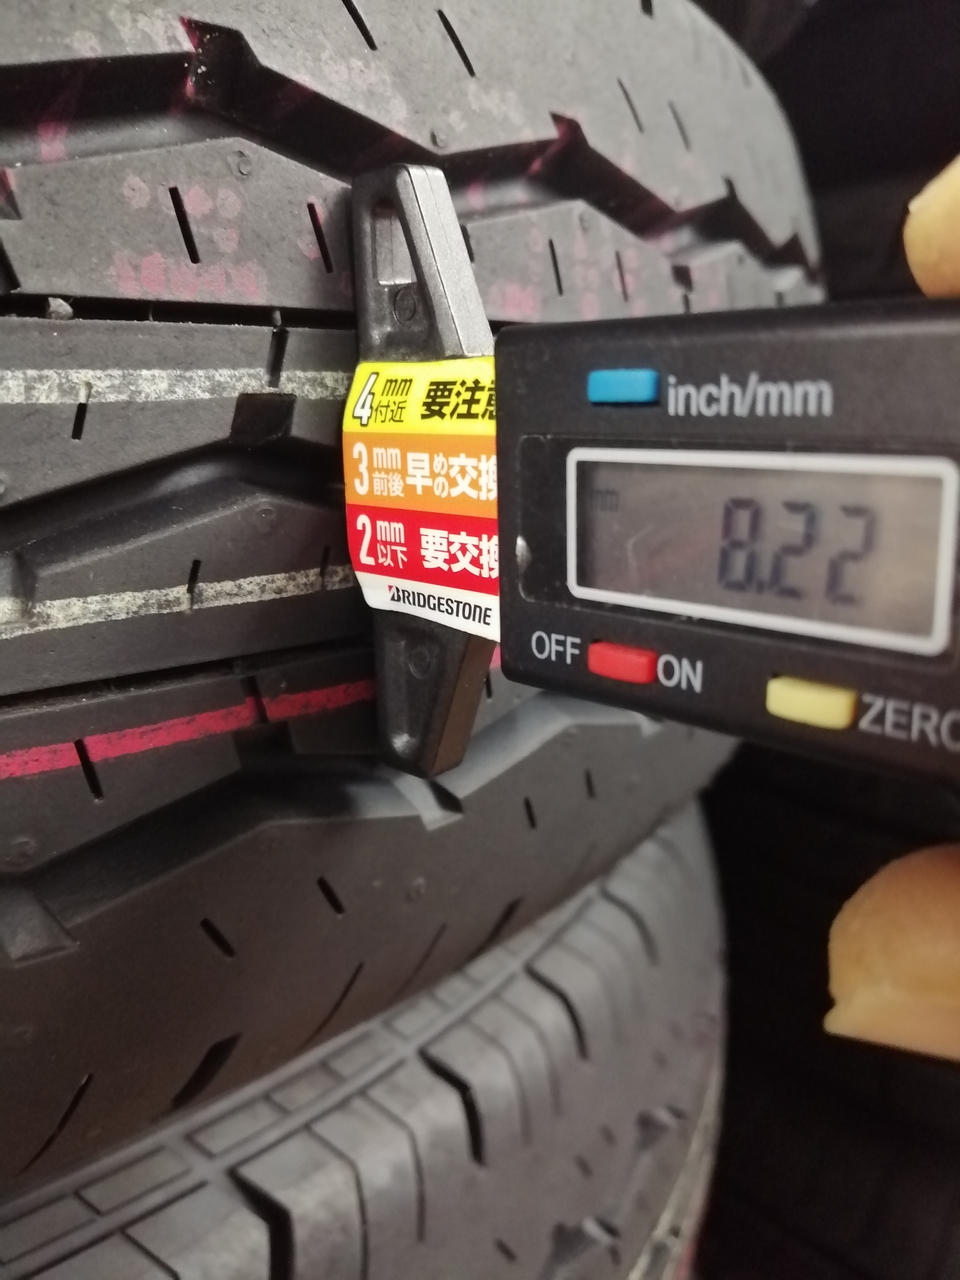 4mm付近 要注意
3mm前後 早めの交換
2mm以下 要交換
BRIDGESTONE
inch/mm
mm
8.22
OFF ON
ZERO